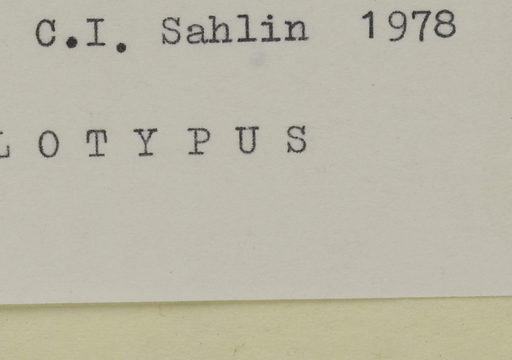 C.I. Sahlin 1978
L O T Y P U S